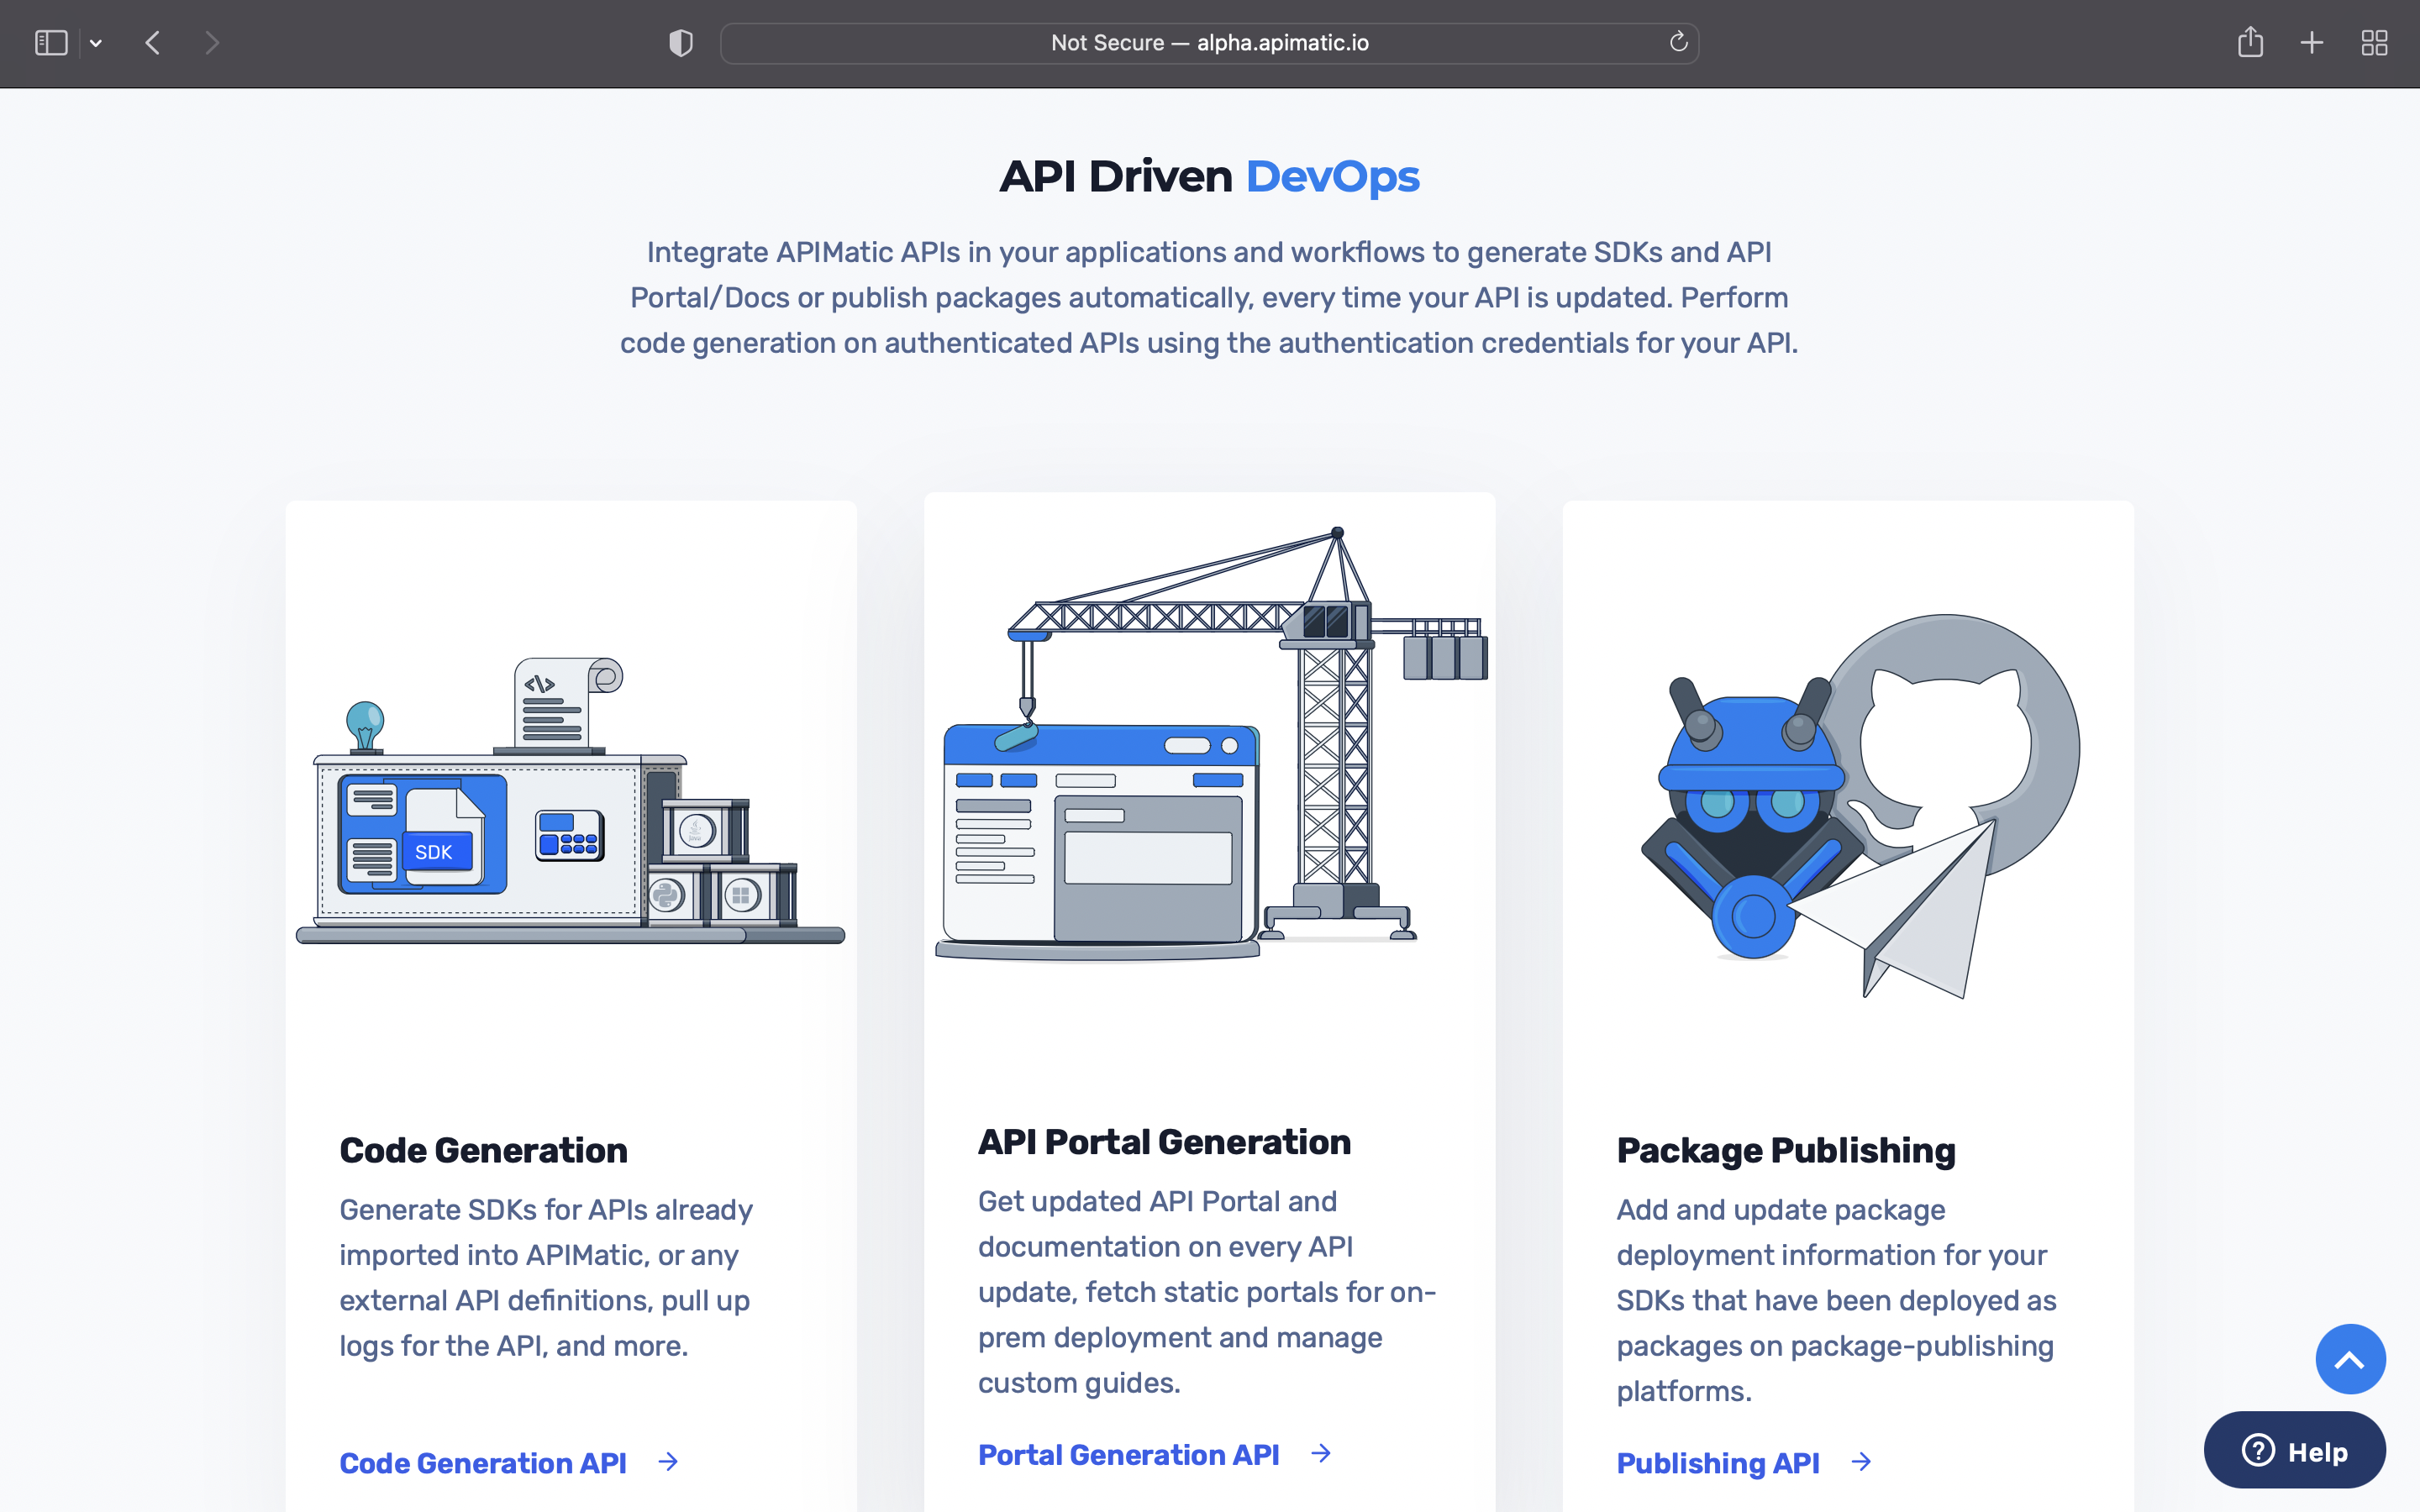 Not Secure — alpha.apimatic.io
API Driven DevOps
Integrate APIMatic APIs in your applications and workflows to generate SDKs and API
Portal/Docs or publish packages automatically, every time your API is updated. Perform
code generation on authenticated APIs using the authentication credentials for your API.
</>
SDK
Java
Code Generation
Generate SDKs for APIs already
imported into APIMatic, or any
external API definitions, pull up
logs for the API, and more.
Code Generation API
API Portal Generation
Get updated API Portal and
documentation on every API
update, fetch static portals for on-
prem deployment and manage
custom guides.
Portal Generation API
Package Publishing
Add and update package
deployment information for your
SDKs that have been deployed as
packages on package-publishing
platforms.
Publishing API
Help